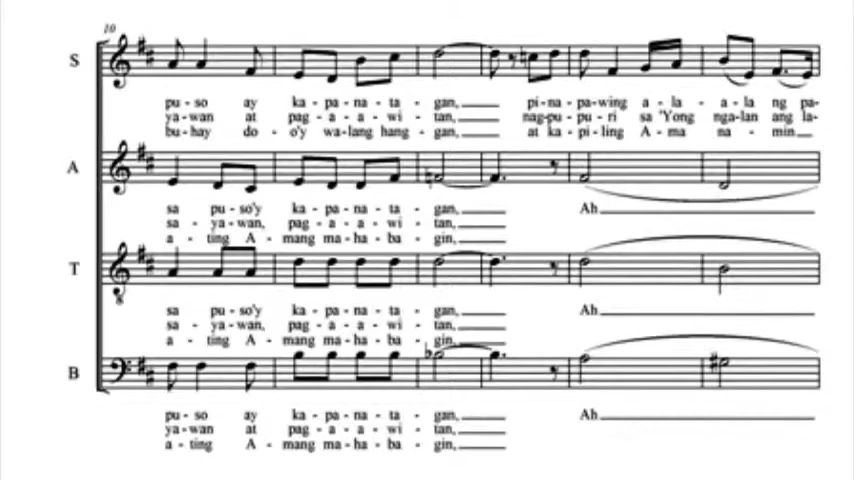 10
S
pu - so ay ka - pa - na - ta - gan, pi-na - pa-wing a - la - a-la ng pa-
ya-wan at pag - a - a - wi - tan, nag-pu-pu - ri sa 'Yong nga-lan ang la-
bu-hay do-o'y wa-lang hang - gan, at ka-pi-ling A - ma na - min
A
sa pu - so'y ka - pa - na - ta - gan, Ah
sa - ya-wan, pag - a - a - wi - tan,
a - ting A - mang ma-ha - ba - gin,
T
8
sa pu - so'y ka - pa - na - ta - gan, Ah
sa - ya-wan, pag - a - a - wi - tan,
a - ting A - mang ma-ha - ba - gin,
B
pu - so ay ka - pa - na - ta - gan, Ah
ya-wan at pag - a - a - wi - tan,
a - ting A - mang ma-ha - ba - gin,